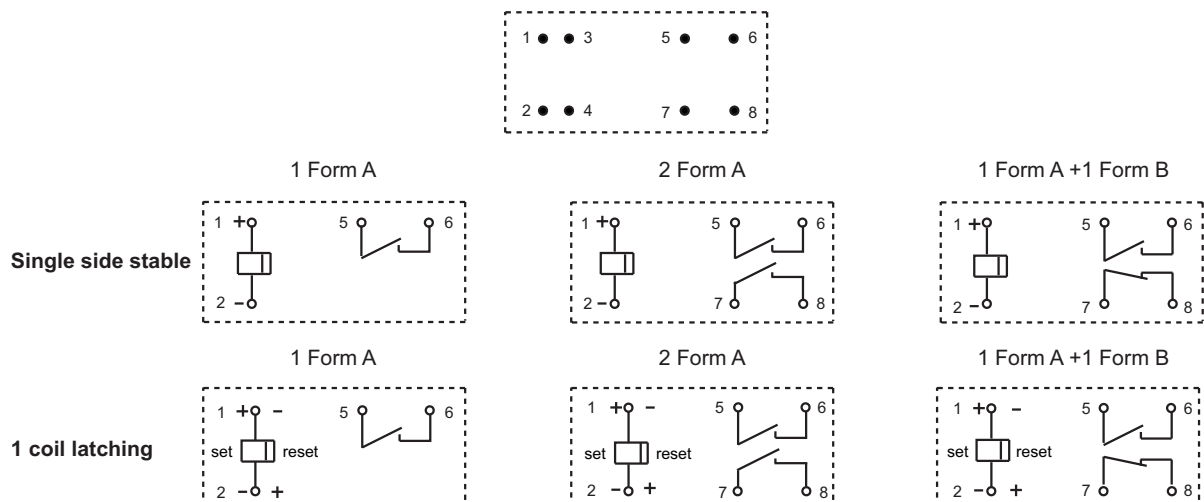 1 3 5 6
2 4 7 8
1 Form A 2 Form A 1 Form A +1 Form B
1 + 5 6 1 + 5 6 1 + 5 6
Single side stable
2 - 2 - 7 8 2 - 7 8
1 Form A 2 Form A 1 Form A +1 Form B
1 + - 5 6 1 + - 5 6 1 + - 5 6
1 coil latching set reset set reset set reset
2 - + 2 - + 7 8 2 - + 7 8